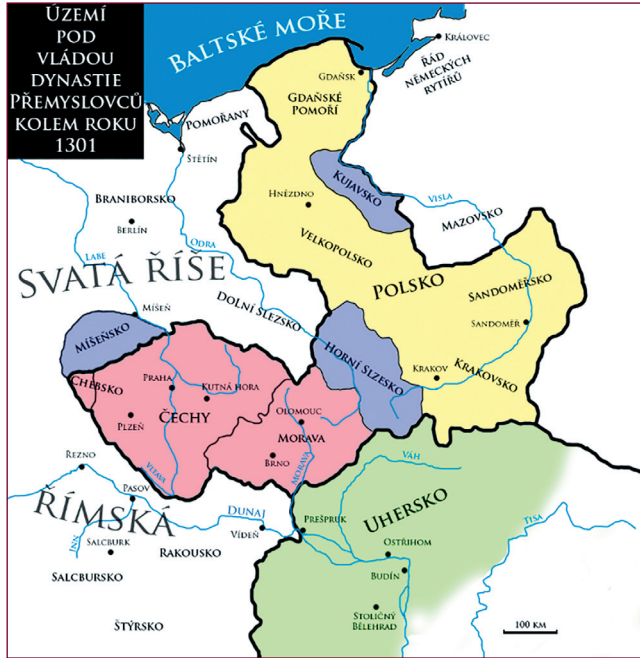 ÚZEMÍ
POD
VLÁDOU
DYNASTIE
PŘEMYSLOVCŮ
KOLEM ROKU
1301
BALTSKÉ MOŘE
KRÁLOVEC
ŘÁD
NĚMECKÝCH
RYTÍŘŮ
GDAŇSK
GDAŇSKÉ
POMOŘÍ
POMOŘANY
ŠTĚTÍN
KUJAVSKO
BRANIBORSKO
BERLÍN
HNĚZDNO
VISLA
MAZOVSKO
VELKOPOLSKO
LABE
ODRA
SVATÁ ŘÍŠE
POLSKO
SANDOMĚŘSKO
SANDOMĚŘ
DOLNÍ SLEZSKO
MÍŠEŇ
MÍŠEŇSKO
HORNÍ SLZESKO
KRAKOV
KRAKOVSKO
CHEBSKO
PRAHA
KUTNÁ HORA
PLZEŇ
ČECHY
OLOMOUC
MORAVA
BRNO
MORAVA
VLTAVA
VÁH
REZNO
PASOV
ŘÍMSKÁ
DUNAJ
VÍDEŇ
PREŠPRUK
UHERSKO
TISA
INN
SALCBURK
RAKOUSKO
OSTŘIHOM
BUDÍN
SALCBURSKO
STOLIČNÝ
BĚLEHRAD
ŠTÝRSKO
100 KM